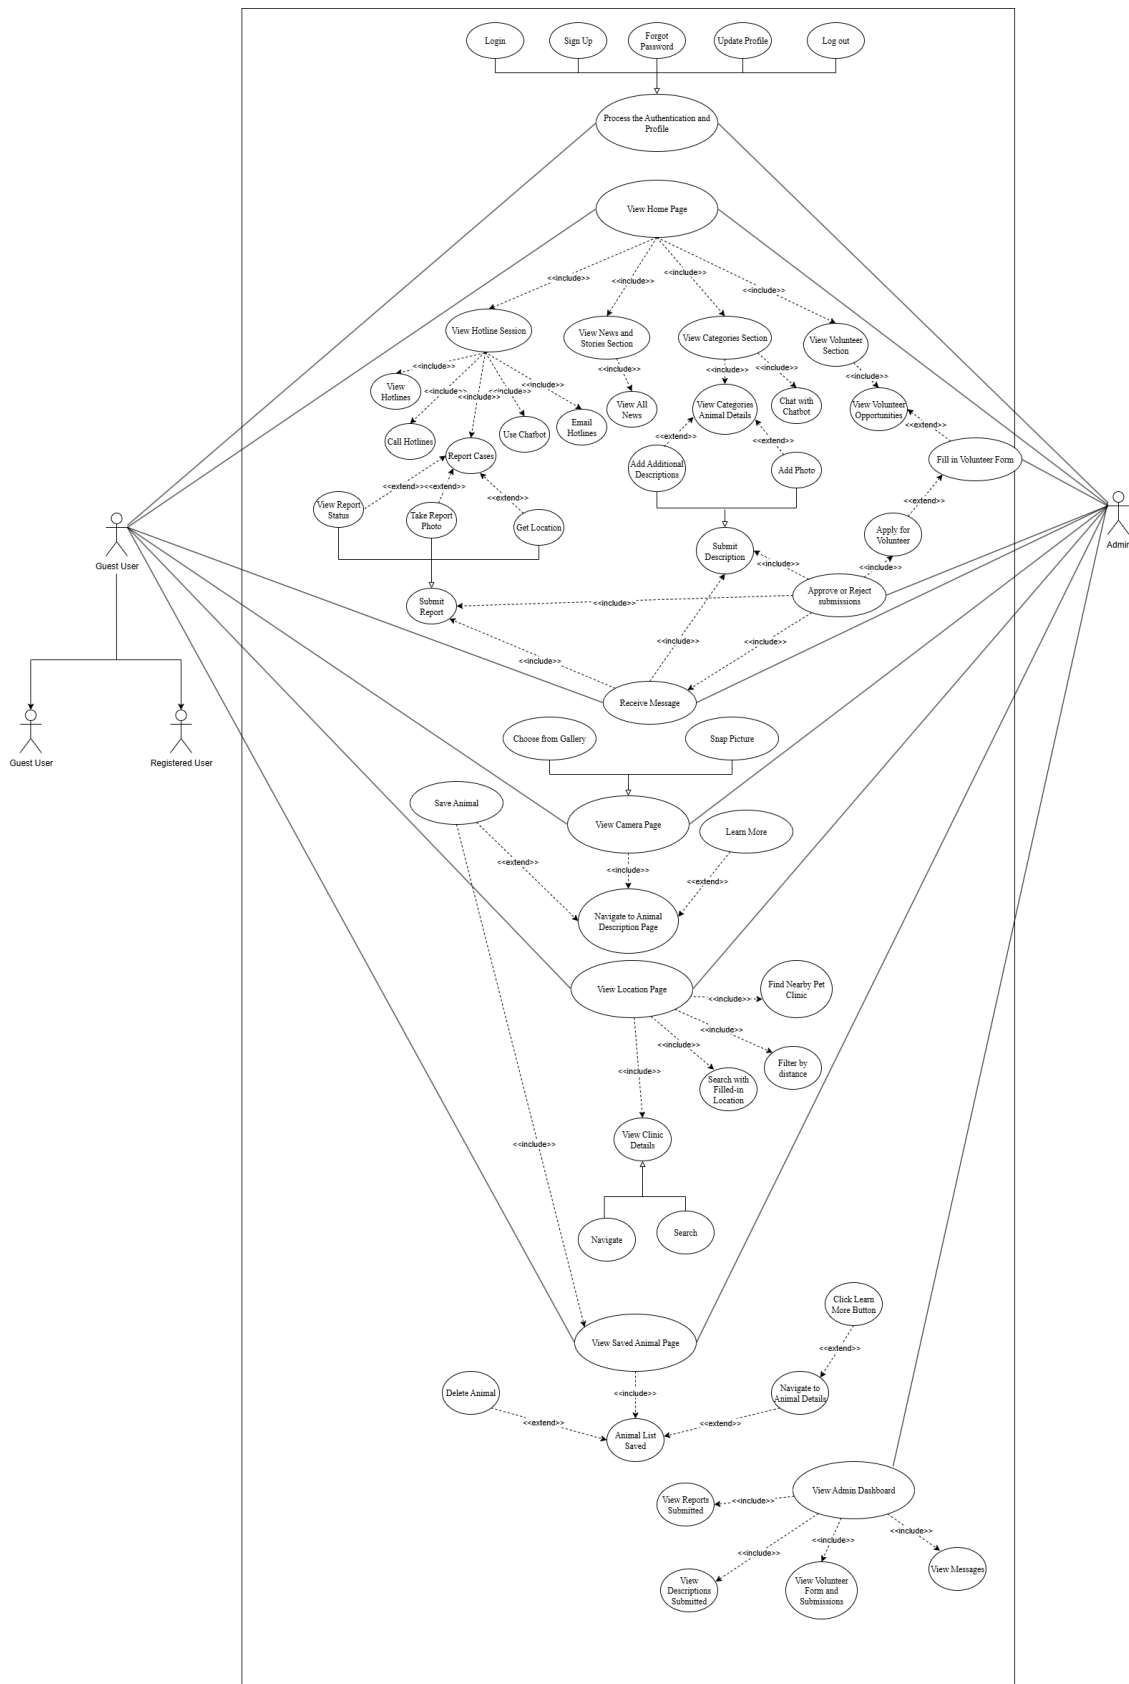 Login
Sign Up
Forgot
Password
Update Profile
Log out
Process the Authentication and
Profile
View Home Page
<<include>>
<<include>>
<<include>>
<<include>>
View Hotline Session
View News and
Stories Section
View Categories Section
View Volunteer
Section
<<include>>
<<include>>
<<include>>
<<include>>
<<include>>
<<include>>
<<include>>
<<include>>
<<include>>
View
Hotlines
Call Hotlines
Report Cases
Use Chatbot
Email
Hotlines
View All
News
View Categories
Animal Details
Chat with
Chatbot
View Volunteer
Opportunities
<<extend>>
<<extend>>
<<extend>>
Add Additional
Descriptions
Add Photo
Fill in Volunteer Form
<<extend>>
<<extend>>
<<extend>>
<<extend>>
View Report
Status
Take Report
Photo
Get Location
Apply for
Volunteer
Submit
Description
<<include>>
<<include>>
Guest User
Admin
Submit
Report
<<include>>
Approve or Reject
submissions
<<include>>
<<include>>
<<include>>
Receive Message
Guest User
Registered User
Choose from Gallery
Snap Picture
Save Animal
View Camera Page
Learn More
<<extend>>
<<include>>
<<extend>>
Navigate to Animal
Description Page
View Location Page
Find Nearby Pet
Clinic
<<include>>
<<include>>
<<include>>
<<include>>
Filter by
distance
Search with
Filled-in
Location
View Clinic
Details
<<include>>
Navigate
Search
Click Learn
More Button
View Saved Animal Page
<<extend>>
Delete Animal
<<include>>
Navigate to
Animal Details
<<extend>>
<<extend>>
Animal List
Saved
View Admin Dashboard
View Reports
Submitted
<<include>>
<<include>>
<<include>>
<<include>>
View Messages
View
Descriptions
Submitted
View Volunteer
Form and
Submissions